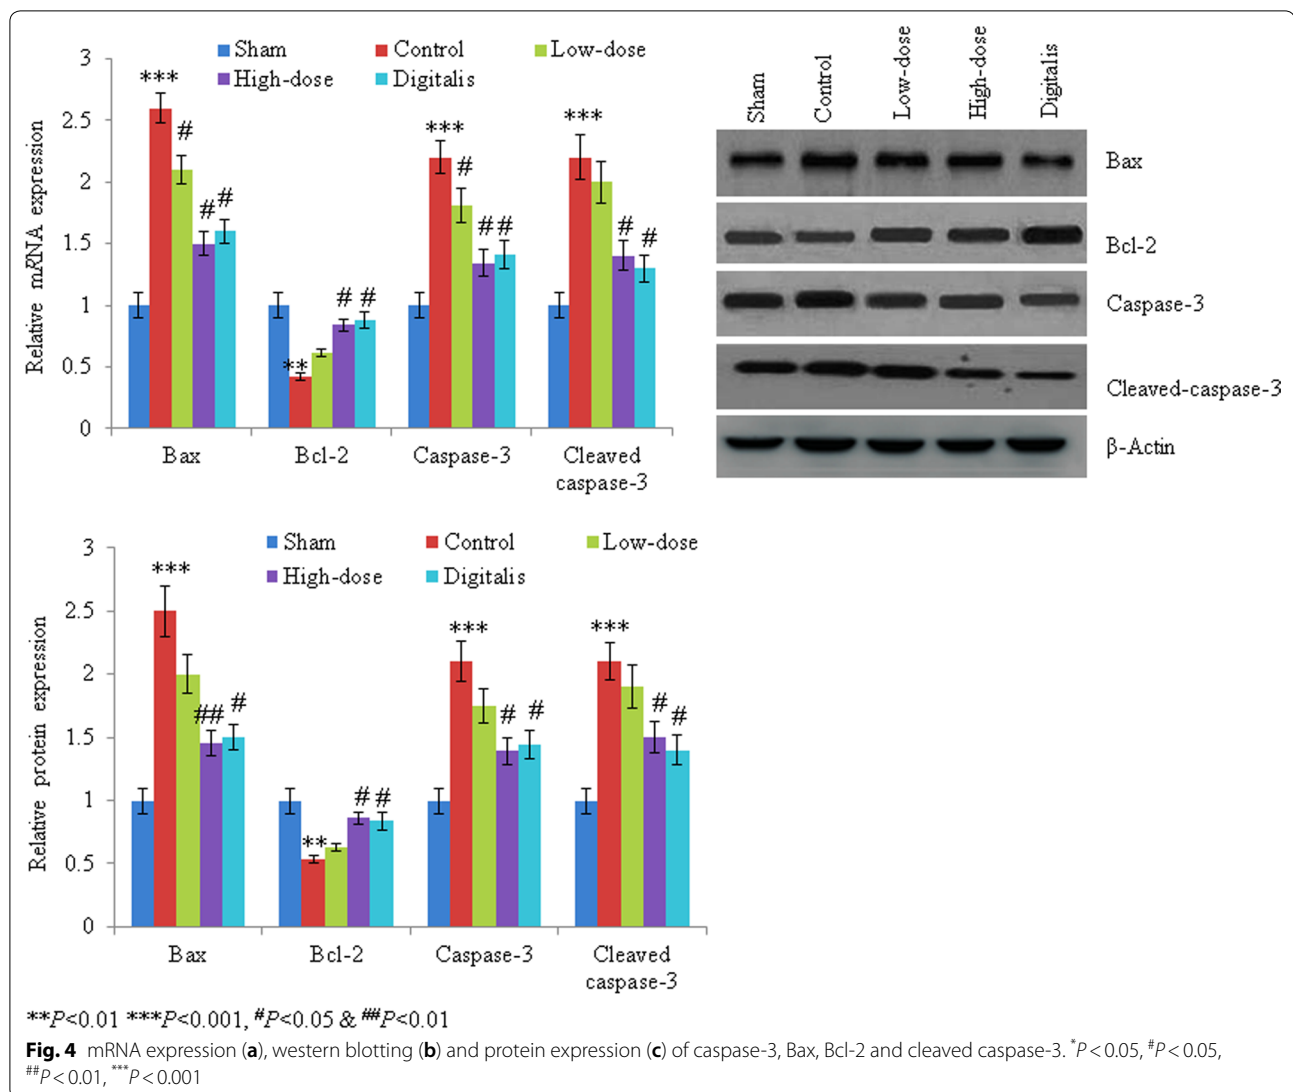 Sham Control Low-dose
High-dose Digitalis
Relative mRNA expression
3
2.5
2
1.5
1
0.5
0
***
#
#
#
**
#
#
***
#
#
#
***
#
#
Bax Bcl-2 Caspase-3 Cleaved
caspase-3
Sham
Control
Low-dose
High-dose
Digitalis
Bax
Bcl-2
Caspase-3
Cleaved-caspase-3
β-Actin
Sham Control Low-dose
High-dose Digitalis
Relative protein expression
3
2.5
2
1.5
1
0.5
0
***
##
#
**
#
#
***
#
#
***
#
#
Bax Bcl-2 Caspase-3 Cleaved
caspase-3
**P<0.01 ***P<0.001, #P<0.05 & ##P<0.01
Fig. 4 mRNA expression (a), western blotting (b) and protein expression (c) of caspase-3, Bax, Bcl-2 and cleaved caspase-3. *P<0.05, #P<0.05,
##P<0.01, ***P<0.001